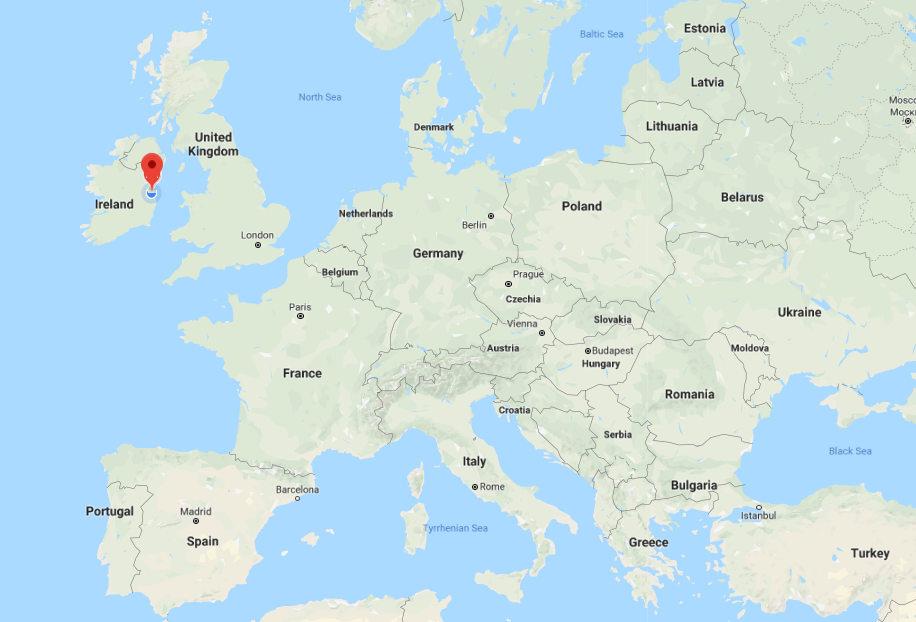 Estonia
Baltic Sea
Latvia
North Sea
Moscc
Москв
Denmark
Lithuania
United
Kingdom
Belarus
Ireland
Poland
Netherlands
Berlin
London
Germany
Belgium
Prague
Czechia
Paris
Ukraine
Slovakia
Vienna
Austria
Moldova
Budapest
Hungary
France
Romania
Croatia
Serbia
Black Sea
Italy
Bulgaria
Rome
Barcelona
Portugal
Madrid
Istanbul
Tyrrhenian Sea
Spain
Greece
Turkey